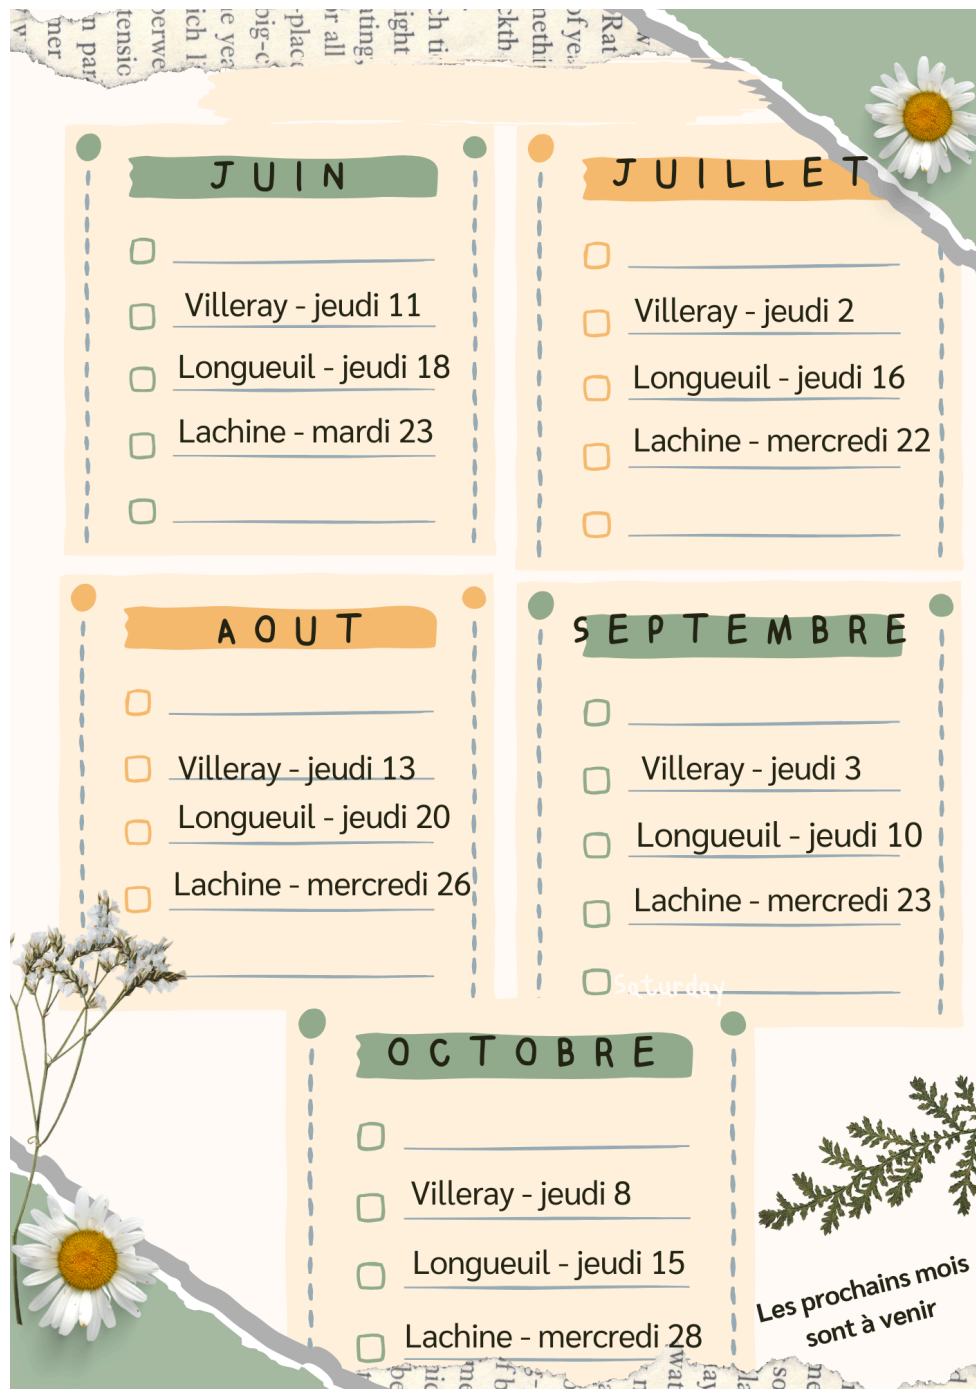 JUIN
Villeray - jeudi 11
Longueuil - jeudi 18
Lachine - mardi 23
JUILLET
Villeray - jeudi 2
Longueuil - jeudi 16
Lachine - mercredi 22
AOUT
Villeray - jeudi 13
Longueuil - jeudi 20
Lachine - mercredi 26
SEPTEMBRE
Villeray - jeudi 3
Longueuil - jeudi 10
Lachine - mercredi 23
Saturday
OCTOBRE
Villeray - jeudi 8
Longueuil - jeudi 15
Lachine - mercredi 28
Les prochains mois
sont à venir